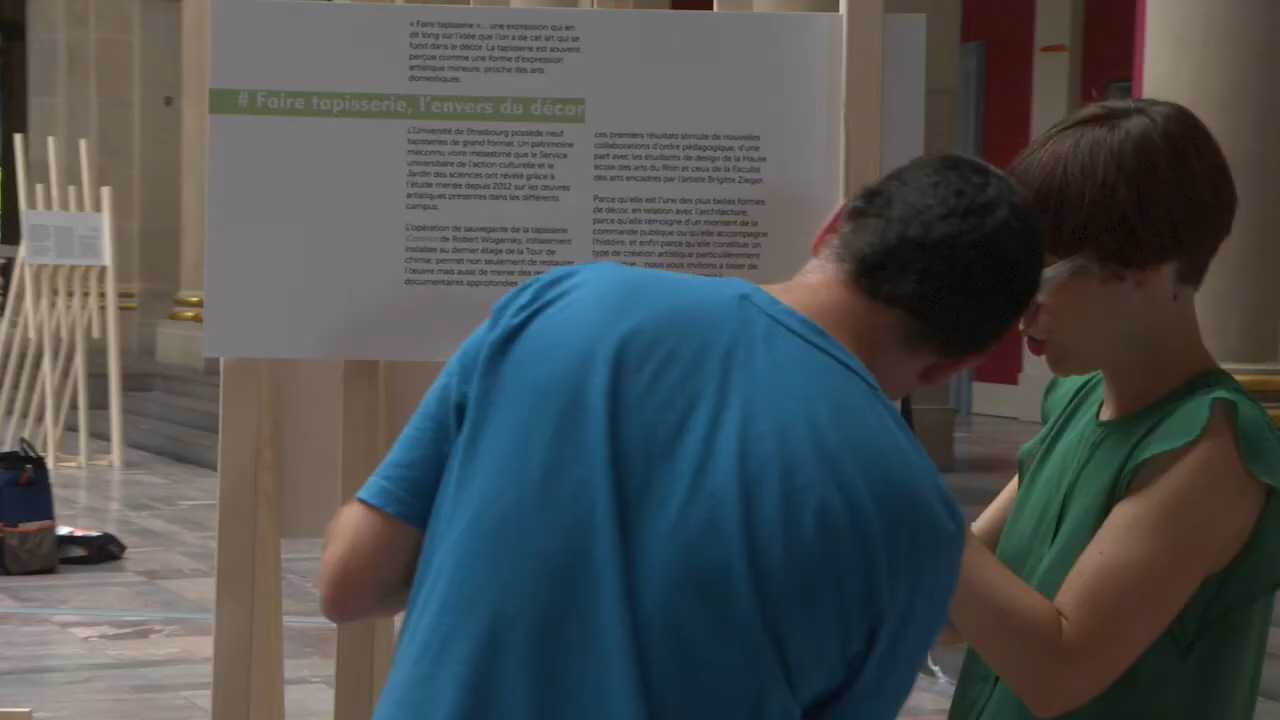 « Faire tapisserie »... une expression qui en
dit long sur l'idée que l'on a de cet art qui se
fond dans le décor. La tapisserie est souvent
perçue comme une forme d'expression
artistique mineure, proche des arts
domestiques.
# Faire tapisserie, l'envers du décor
L'Université de Strasbourg possède neuf
tapisseries de grand format. Un patrimoine
méconnu voire mésestimé que le Service
universitaire de l'action culturelle et le
Jardin des sciences ont révélé grâce à
l'étude menée depuis 2012 sur les œuvres
artistiques présentes dans les différents
campus.
L'opération de sauvegarde de la tapisserie
de Robert Wogensky, initialement
installée au dernier étage de la Tour de
chimie, permet non seulement de restaurer
l'œuvre mais aussi de mener des
documentaires approfondies
ces premiers résultats stimule de nouvelles
collaborations d'ordre pédagogique, d'une
part avec les étudiants de design de la Haute
école des arts du Rhin et ceux de la Faculté
des arts encadrés par l'artiste Brigitte Zieger.
Parce qu'elle est l'une des plus belles formes
de décor, en relation avec l'architecture,
parce qu'elle témoigne d'un moment de la
commande publique ou qu'elle accompagne
l'histoire, et enfin parce qu'elle constitue un
type de création artistique particulièrement
nous vous invitons à